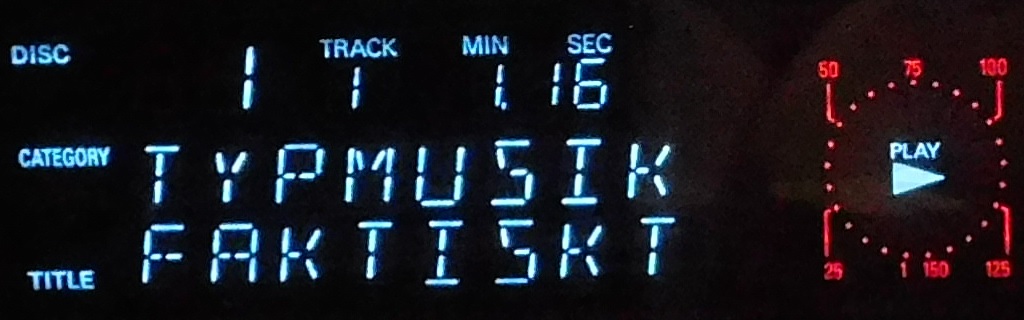 DISC 1 TRACK 1 MIN 1. SEC 16
CATEGORY TYPMUSIK
TITLE FAKTISKT
50 75 100
PLAY
25 1 150 125